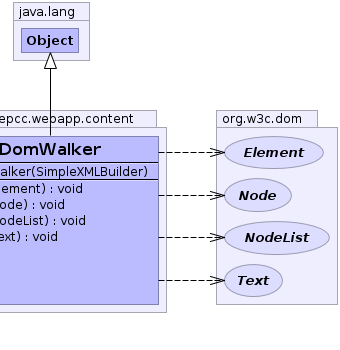 java.lang
Object
epcc.webapp.content
DomWalker
alker(SimpleXMLBuilder)
lement) : void
ode) : void
odeList) : void
ext) : void
org.w3c.dom
Element
Node
NodeList
Text